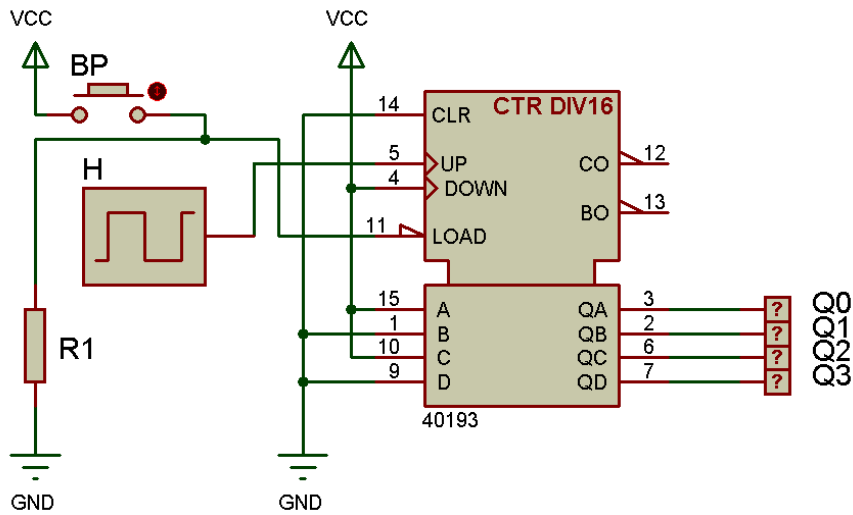 VCC
VCC
BP
14
CLR
CTR DIV16
5
UP
CO
12
H
4
DOWN
BO
13
11
LOAD
15
A
QA
3
?
Q0
1
B
QB
2
?
Q1
R1
10
C
QC
6
?
Q2
9
D
QD
7
?
Q3
40193
GND
GND